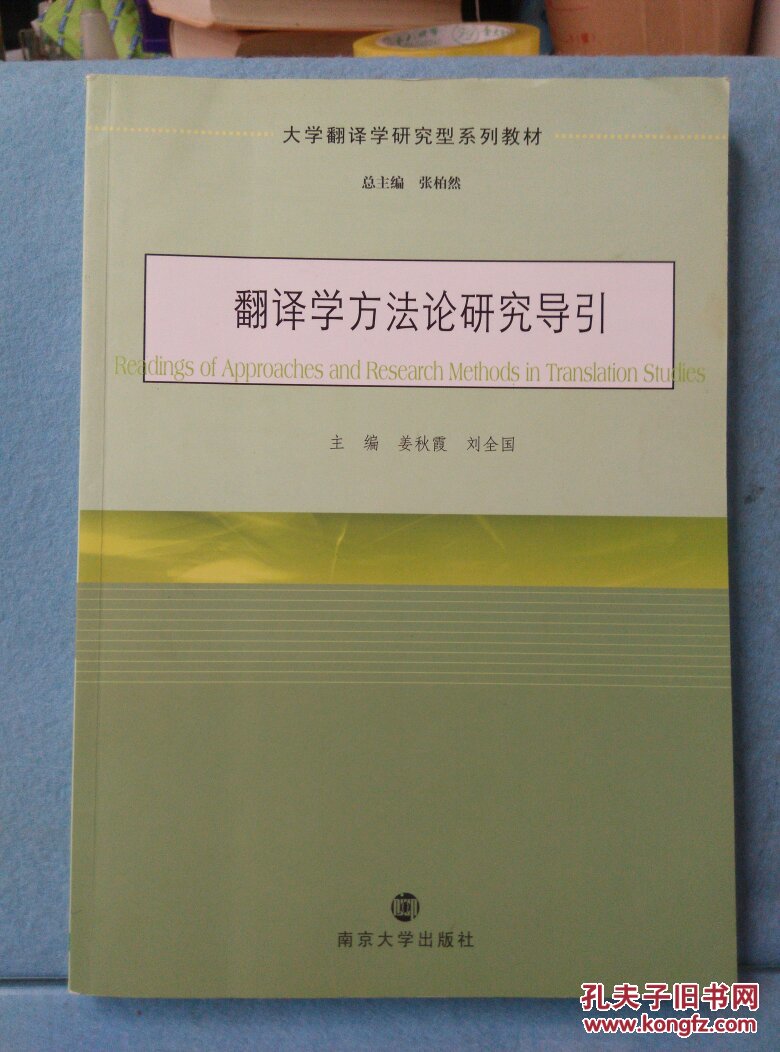 大学翻译学研究型系列教材
总主编 张柏然
翻译学方法论研究导引
Readings of Approaches and Research Methods in Translation Studies
主 编 姜秋霞 刘全国
南京大学出版社
孔夫子旧书网
www.kongfz.com